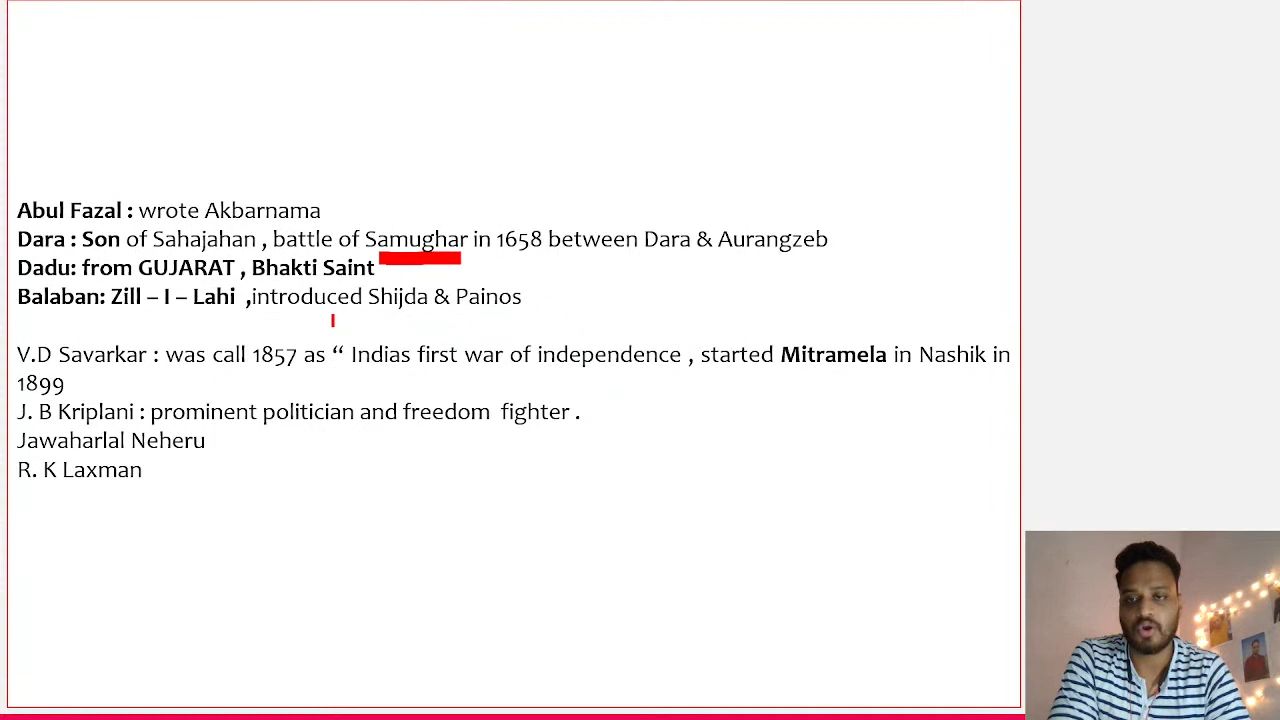 Abul Fazal : wrote Akbarnama
Dara : Son of Sahajahan , battle of Samughar in 1658 between Dara & Aurangzeb
Dadu: from GUJARAT , Bhakti Saint
Balaban: Zill – I – Lahi ,introduced Shijda & Painos
V.D Savarkar : was call 1857 as “ Indias first war of independence , started Mitramela in Nashik in
1899
J. B Kriplani : prominent politician and freedom fighter .
Jawaharlal Neheru
R. K Laxman